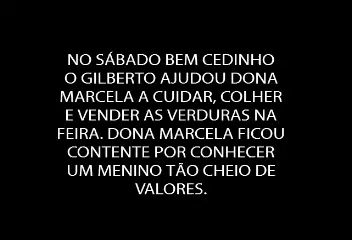 NO SÁBADO BEM CEDINHO
O GILBERTO AJUDOU DONA
MARCELA A CUIDAR, COLHER
E VENDER AS VERDURAS NA
FEIRA. DONA MARCELA FICOU
CONTENTE POR CONHECER
UM MENINO TÃO CHEIO DE
VALORES.